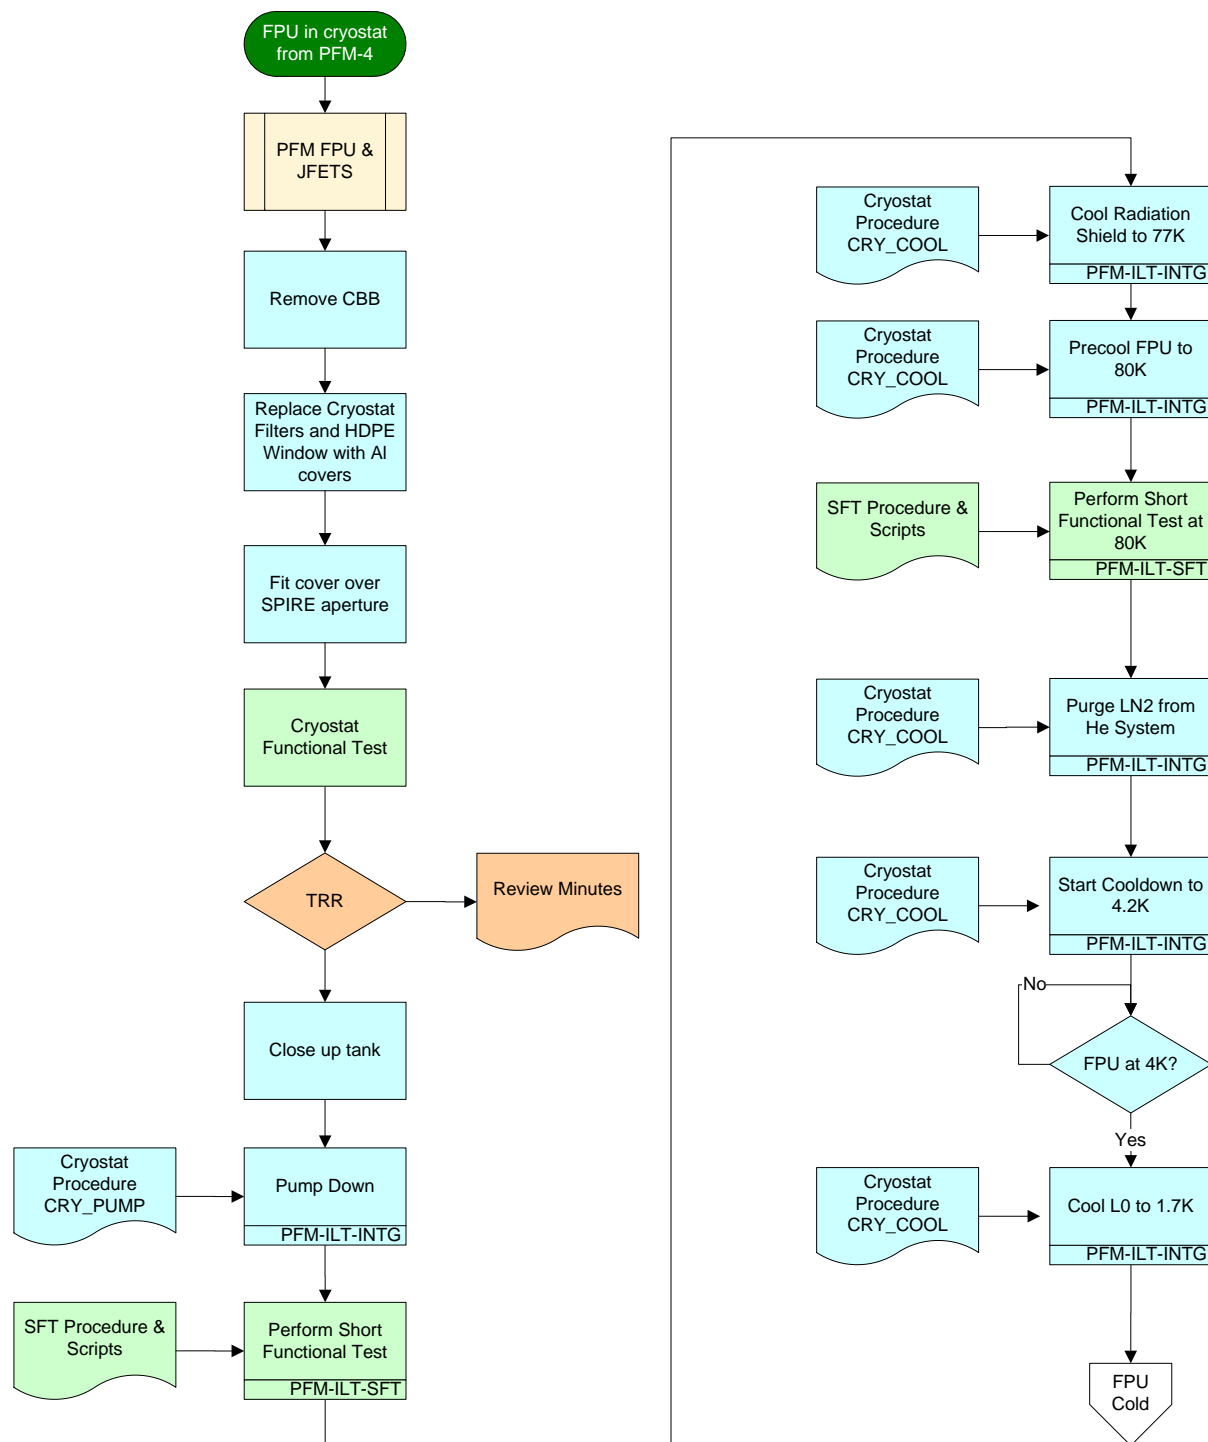 FPU in cryostat
from PFM-4
PFM FPU &
JFETS
Remove CBB
Replace Cryostat
Filters and HDPE
Window with Al
covers
Fit cover over
SPIRE aperture
Cryostat
Functional Test
TRR
Review Minutes
Close up tank
Cryostat
Procedure
CRY_PUMP
Pump Down
PFM-ILT-INTG
SFT Procedure &
Scripts
Perform Short
Functional Test
PFM-ILT-SFT
Cryostat
Procedure
CRY_COOL
Cool Radiation
Shield to 77K
PFM-ILT-INTG
Cryostat
Procedure
CRY_COOL
Precool FPU to
80K
PFM-ILT-INTG
SFT Procedure &
Scripts
Perform Short
Functional Test at
80K
PFM-ILT-SFT
Cryostat
Procedure
CRY_COOL
Purge LN2 from
He System
PFM-ILT-INTG
Cryostat
Procedure
CRY_COOL
Start Cooldown to
4.2K
PFM-ILT-INTG
No
FPU at 4K?
Yes
Cryostat
Procedure
CRY_COOL
Cool L0 to 1.7K
PFM-ILT-INTG
FPU
Cold